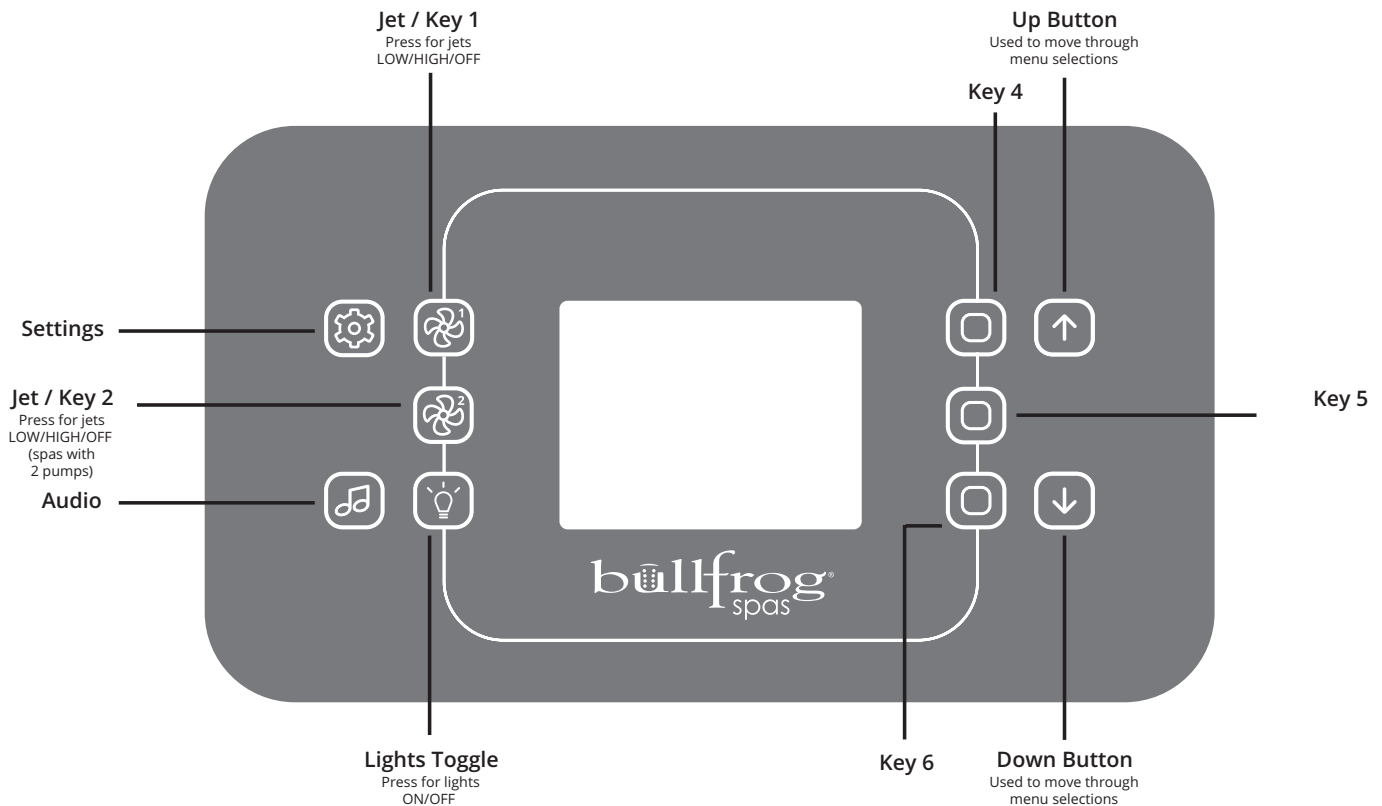 Jet / Key 1
Press for jets
LOW/HIGH/OFF
Up Button
Used to move through
menu selections
Key 4
Settings
1
Jet / Key 2
Press for jets
LOW/HIGH/OFF
(spas with
2 pumps)
2
Key 5
Audio
bullfrog®
spas
Lights Toggle
Press for lights
ON/OFF
Key 6
Down Button
Used to move through
menu selections